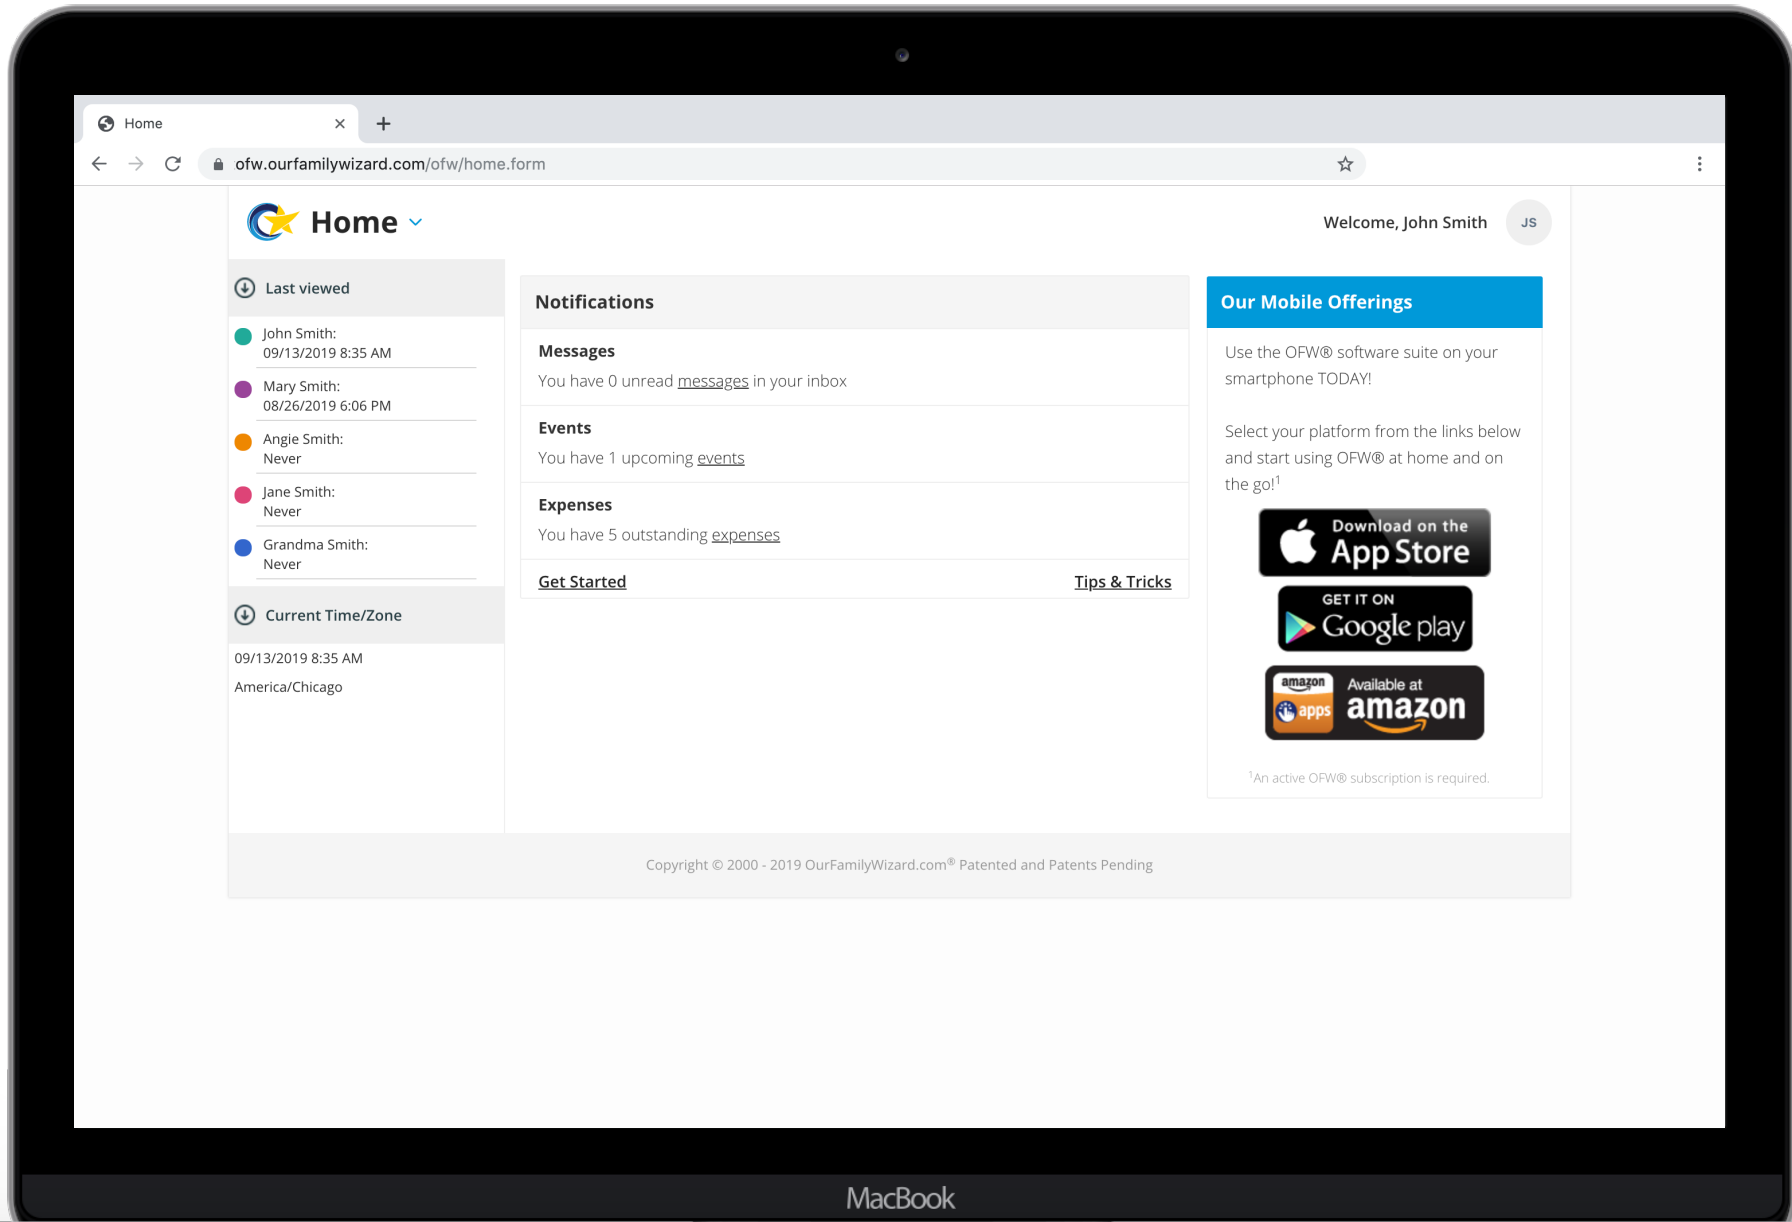 Home
ofw.ourfamilywizard.com/ofw/home.form
Home
Welcome, John Smith
JS
Last viewed
John Smith:
09/13/2019 8:35 AM
Mary Smith:
08/26/2019 6:06 PM
Angie Smith:
Never
Jane Smith:
Never
Grandma Smith:
Never
Current Time/Zone
09/13/2019 8:35 AM
America/Chicago
Notifications
Messages
You have 0 unread messages in your inbox
Events
You have 1 upcoming events
Expenses
You have 5 outstanding expenses
Get Started
Tips & Tricks
Our Mobile Offerings
Use the OFW® software suite on your
smartphone TODAY!
Select your platform from the links below
and start using OFW® at home and on
the go!¹
Download on the
App Store
GET IT ON
Google play
amazon
apps
Available at
amazon
¹An active OFW® subscription is required.
Copyright © 2000 - 2019 OurFamilyWizard.com® Patented and Patents Pending
MacBook